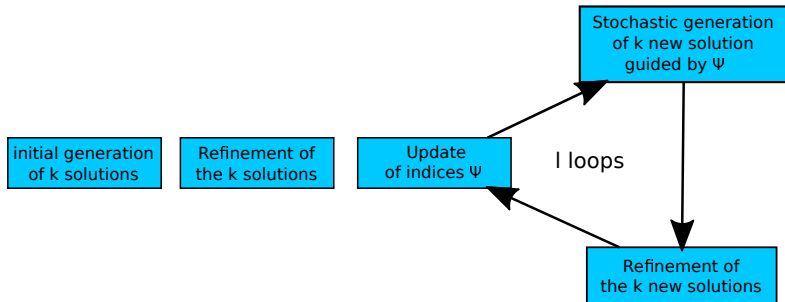 Stochastic generation
of k new solution
guided by Ψ
initial generation
of k solutions
Refinement of
the k solutions
Update
of indices Ψ
I loops
Refinement of
the k new solutions